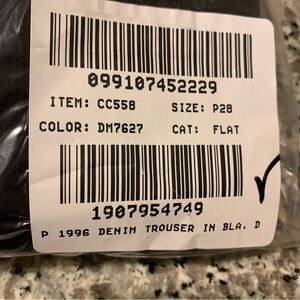 099107452229
ITEM: CC558 SIZE: P28
COLOR: DM7627 CAT: FLAT
1907954749
P 1996 DENIM TROUSER IN BLA. D